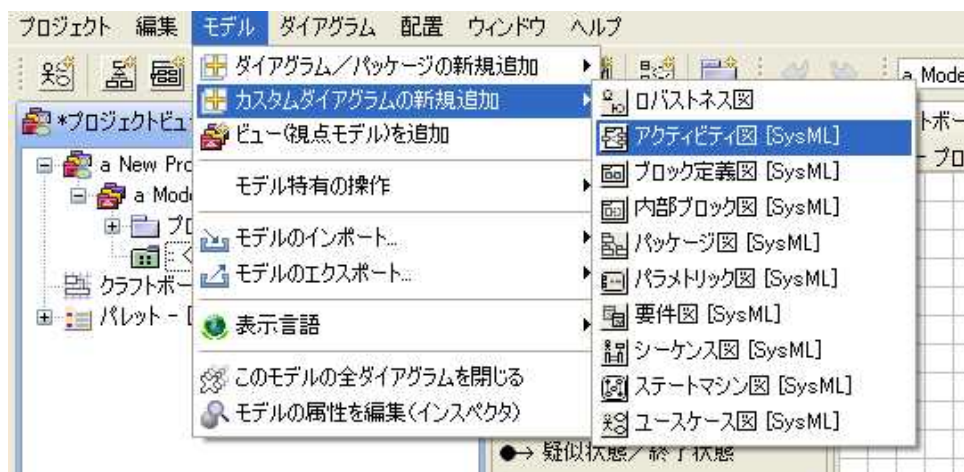 プロジェクト 編集 モデル ダイアグラム 配置 ウィンドウ ヘルプ
ダイアグラム／パッケージの新規追加
カスタムダイアグラムの新規追加
ビュー(視点モデル)を追加
モデル特有の操作
モデルのインポート...
モデルのエクスポート...
表示言語
このモデルの全ダイアグラムを閉じる
モデルの属性を編集(インスペクタ)
ロバストネス図
アクティビティ図 [SysML]
ブロック定義図 [SysML]
内部ブロック図 [SysML]
パッケージ図 [SysML]
パラメトリック図 [SysML]
要件図 [SysML]
シーケンス図 [SysML]
ステートマシン図 [SysML]
ユースケース図 [SysML]
a Mode
*プロジェクトビュ
a New Pro
a Mode
プロ
クラフトボー
パレット - [
トボー
- プロ
疑似状態／終了状態